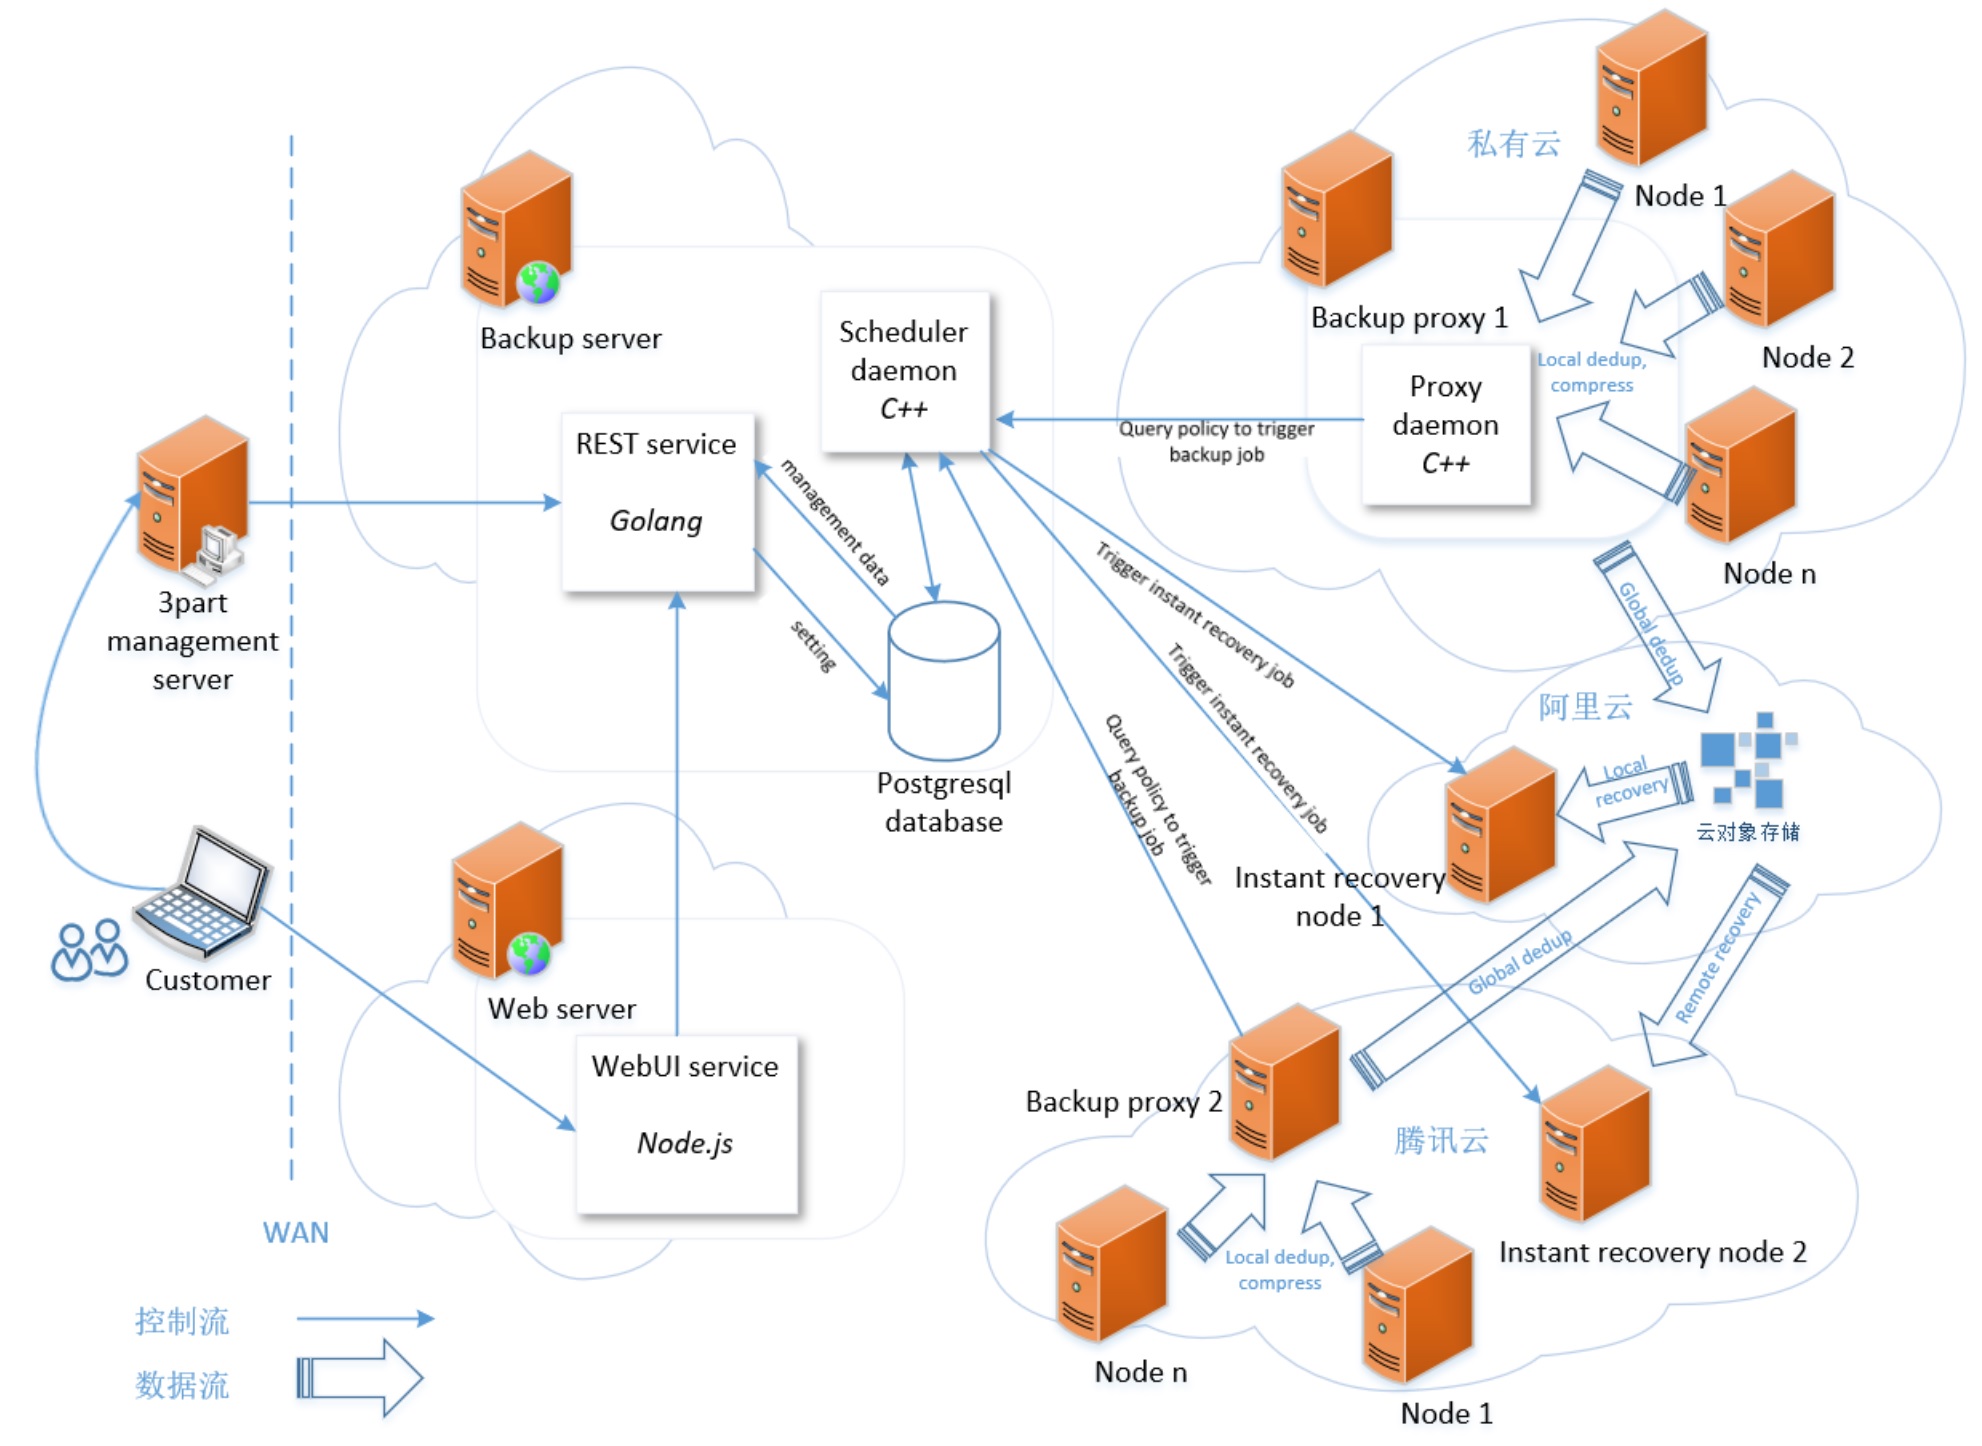 Backup server
REST service
Golang
Scheduler
daemon
C++
management data
setting
Postgresql
database
3part
management
server
Customer
WAN
Web server
WebUI service
Node.js
控制流
数据流
私有云
Node 1
Node 2
Node n
Backup proxy 1
Proxy
daemon
C++
Local dedup,
compress
Query policy to trigger
backup job
Trigger instant recovery job
Trigger instant recovery job
Query policy to trigger
backup job
Global dedup
阿里云
Local
recovery
云对象存储
Instant recovery
node 1
Global dedup
Remote recovery
Backup proxy 2
腾讯云
Local dedup,
compress
Instant recovery node 2
Node n
Node 1